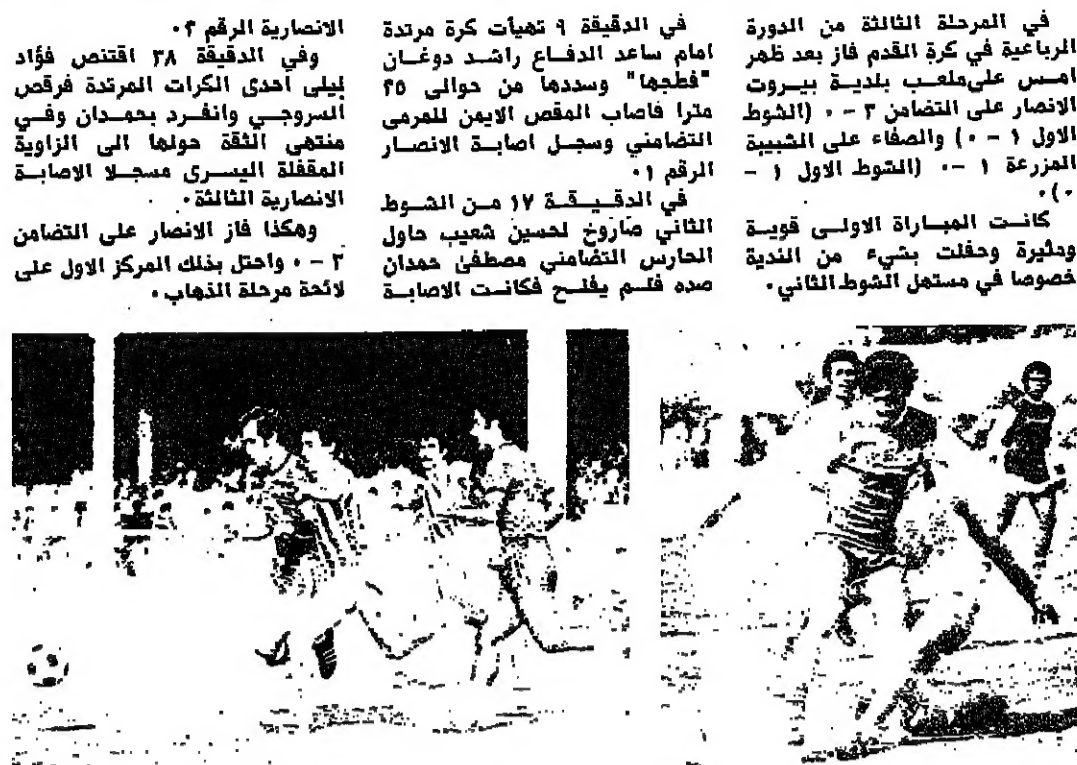 في المرحلة الثالثة من الدورة
الرباعية في كرة القدم فاز بعد ظهر
امس على ملعب بلدية بيروت
الانصار على التضامن ٣ - ٠ (الشوط
الاول ١ - ٠) والصفاء على الشبيبة
المزرعة ١ - ٠ (الشوط الاول ١ -
٠)٠
كانت المباراة الاولى قوية
ومثيرة وحفلت بشيء من الندية
خصوصا في مستهل الشوط الثاني٠
في الدقيقة ٩ تهيأت كرة مرتدة
امام ساعد الدفاع راشد دوغان
"فطجها" وسددها من حوالى ٣٥
مترا فاصاب المقص الايمن للمرمى
التضامني وسجل اصابة الانصار
الرقم ١٠
في الدقيقة ١٧ من الشوط
الثاني صاروخ لحسين شعيب حاول
الحارس التضامني مصطفى حمدان
صده فلم يفلح فكانت الاصابة
الانصارية الرقم ٢٠
وفي الدقيقة ٣٨ اقتنص فؤاد
ليلى احدى الكرات المرتدة فرقص
السروجي وانفرد بحمدان وفي
منتهى الثقة حولها الى الزاوية
المقفلة اليسرى مسجلا الاصابة
الانصارية الثالثة٠
وهكذا فاز الانصار على التضامن
٣ - ٠ واحتل بذلك المركز الاول على
لائحة مرحلة الذهاب٠